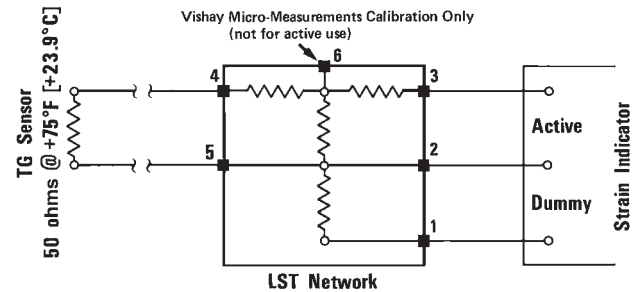 Vishay Micro-Measurements Calibration Only
(not for active use)
6
4
3
TG Sensor
50 ohms @ +75°F [+23.9°C]
Active
5
2
Dummy
Strain Indicator
1
LST Network